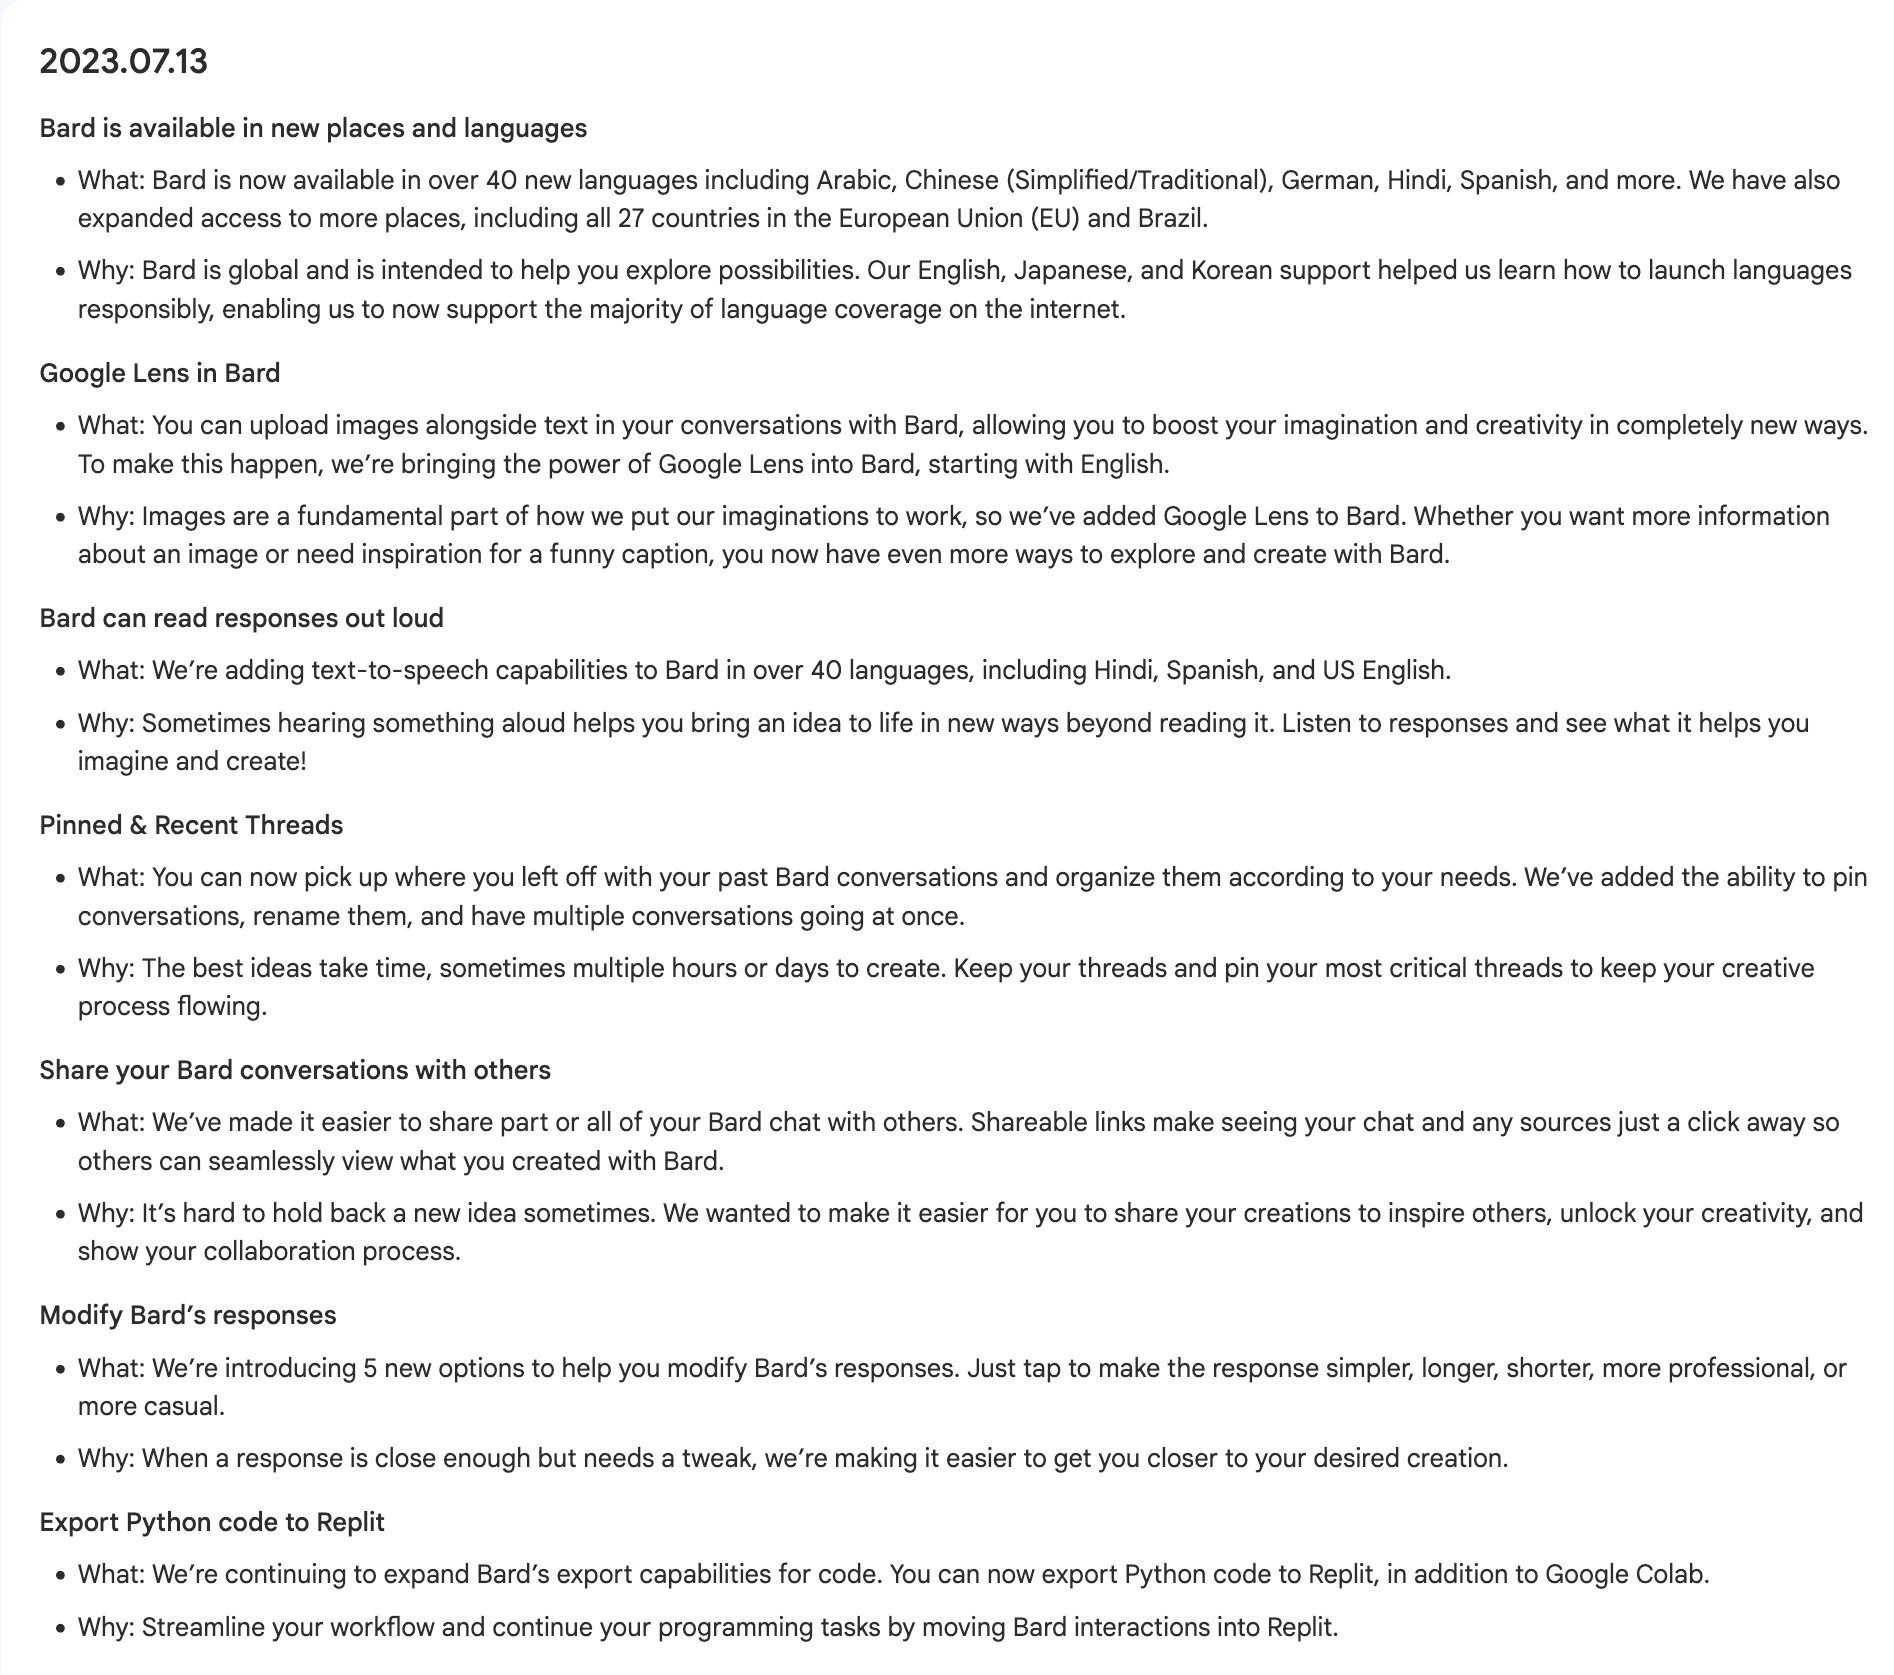 2023.07.13
Bard is available in new places and languages
• What: Bard is now available in over 40 new languages including Arabic, Chinese (Simplified/Traditional), German, Hindi, Spanish, and more. We have also
expanded access to more places, including all 27 countries in the European Union (EU) and Brazil.
• Why: Bard is global and is intended to help you explore possibilities. Our English, Japanese, and Korean support helped us learn how to launch languages
responsibly, enabling us to now support the majority of language coverage on the internet.
Google Lens in Bard
• What: You can upload images alongside text in your conversations with Bard, allowing you to boost your imagination and creativity in completely new ways.
To make this happen, we’re bringing the power of Google Lens into Bard, starting with English.
• Why: Images are a fundamental part of how we put our imaginations to work, so we’ve added Google Lens to Bard. Whether you want more information
about an image or need inspiration for a funny caption, you now have even more ways to explore and create with Bard.
Bard can read responses out loud
• What: We’re adding text-to-speech capabilities to Bard in over 40 languages, including Hindi, Spanish, and US English.
• Why: Sometimes hearing something aloud helps you bring an idea to life in new ways beyond reading it. Listen to responses and see what it helps you
imagine and create!
Pinned & Recent Threads
• What: You can now pick up where you left off with your past Bard conversations and organize them according to your needs. We’ve added the ability to pin
conversations, rename them, and have multiple conversations going at once.
• Why: The best ideas take time, sometimes multiple hours or days to create. Keep your threads and pin your most critical threads to keep your creative
process flowing.
Share your Bard conversations with others
• What: We’ve made it easier to share part or all of your Bard chat with others. Shareable links make seeing your chat and any sources just a click away so
others can seamlessly view what you created with Bard.
• Why: It’s hard to hold back a new idea sometimes. We wanted to make it easier for you to share your creations to inspire others, unlock your creativity, and
show your collaboration process.
Modify Bard’s responses
• What: We’re introducing 5 new options to help you modify Bard’s responses. Just tap to make the response simpler, longer, shorter, more professional, or
more casual.
• Why: When a response is close enough but needs a tweak, we’re making it easier to get you closer to your desired creation.
Export Python code to Replit
• What: We’re continuing to expand Bard’s export capabilities for code. You can now export Python code to Replit, in addition to Google Colab.
• Why: Streamline your workflow and continue your programming tasks by moving Bard interactions into Replit.